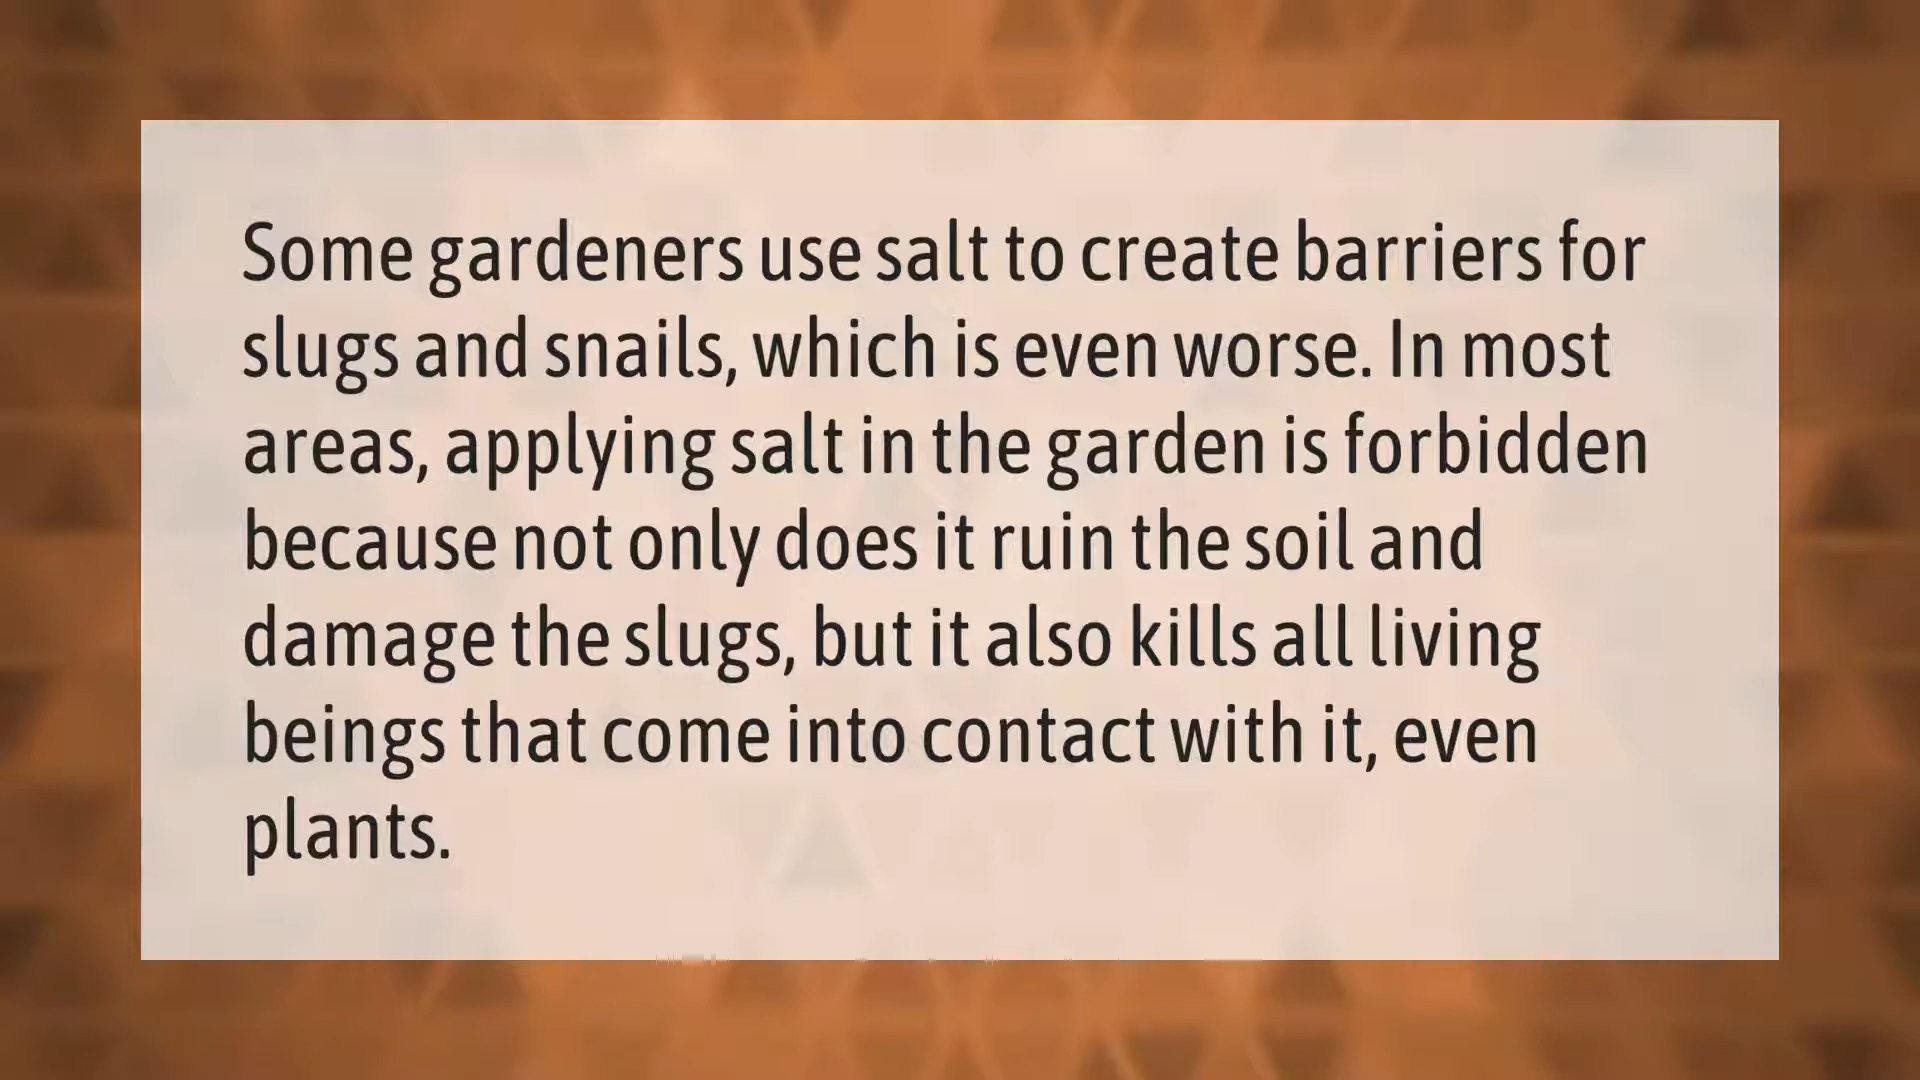 Some gardeners use salt to create barriers for
slugs and snails, which is even worse. In most
areas, applying salt in the garden is forbidden
because not only does it ruin the soil and
damage the slugs, but it also kills all living
beings that come into contact with it, even
plants.